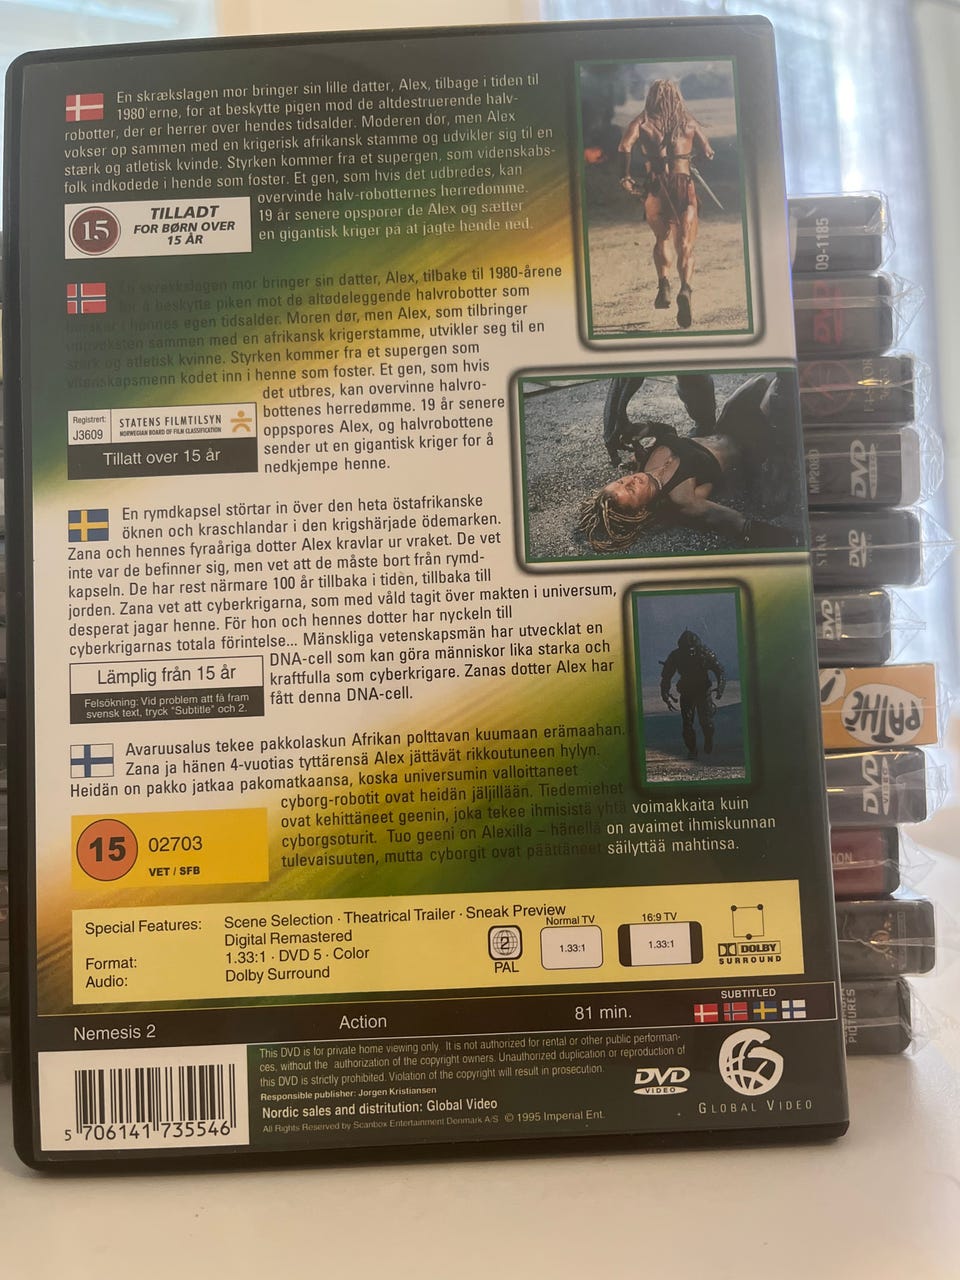 En skrækslagen mor bringer sin lille datter, Alex, tilbage i tiden til
1980'erne, for at beskytte pigen mod de altdestruerende halv-
robotter, der er herrer over hendes tidsalder. Moderen dør, men Alex
vokser op sammen med en krigerisk afrikansk stamme og udvikler sig til en
stærk og atletisk kvinde. Styrken kommer fra et supergen, som videnskabs-
folk indkodede i hende som foster. Et gen, som hvis det udbredes, kan
overvinde halv-robotternes herredømme.
19 år senere opsporer de Alex og sætter
en gigantisk kriger på at jagte hende ned.
15
TILLADT
FOR BØRN OVER
15 ÅR
En skrekkslagen mor bringer sin datter, Alex, tilbake til 1980-årene
for å beskytte piken mot de altødeleggende halvrobotter som
hersker i hennes egen tidsalder. Moren dør, men Alex, som tilbringer
oppveksten sammen med en afrikansk krigerstamme, utvikler seg til en
sterk og atletisk kvinne. Styrken kommer fra et supergen som
vitenskapsmenn kodet inn i henne som foster. Et gen, som hvis
det utbres, kan overvinne halvro-
bottenes herredømme. 19 år senere
oppspores Alex, og halvrobottene
sender ut en gigantisk kriger for å
nedkjempe henne.
Registrert:
J3609
STATENS FILMTILSYN
NORWEGIAN BOARD OF FILM CLASSIFICATION
Tillatt over 15 år
En rymdkapsel störtar in över den heta östafrikanske
öknen och kraschlandar i den krigshärjade ödemarken.
Zana och hennes fyraåriga dotter Alex kravlar ur vraket. De vet
inte var de befinner sig, men vet att de måste bort från rymd-
kapseln. De har rest närmare 100 år tillbaka i tiden, tillbaka till
jorden. Zana vet att cyberkrigarna, som med våld tagit över makten i universum,
desperat jagar henne. För hon och hennes dotter har nyckeln till
cyberkrigarnas totala förintelse... Mänskliga vetenskapsmän har utvecklat en
DNA-cell som kan göra människor lika starka och
kraftfulla som cyberkrigare. Zanas dotter Alex har
fått denna DNA-cell.
Lämplig från 15 år
Felsökning: Vid problem att få fram
svensk text, tryck "Subtitle" och 2.
Avaruusalus tekee pakkolaskun Afrikan polttavan kuumaan erämaahan.
Zana ja hänen 4-vuotias tyttärensä Alex jättävät rikkoutuneen hylyn.
Heidän on pakko jatkaa pakomatkaansa, koska universumin valloittaneet
cyborg-robotit ovat heidän jäljillään. Tiedemiehet
ovat kehittäneet geenin, joka tekee ihmisistä yhtä voimakkaita kuin
cyborgsoturit. Tuo geeni on Alexilla – hänellä on avaimet ihmiskunnan
tulevaisuuten, mutta cyborgit ovat päättäneet säilyttää mahtinsa.
15
02703
VET / SFB
Special Features: Scene Selection · Theatrical Trailer · Sneak Preview
Digital Remastered
Format: 1.33:1 · DVD 5 · Color
Audio: Dolby Surround
2
PAL
Normal TV
1.33:1
16:9 TV
1.33:1
DOLBY
SURROUND
Nemesis 2
Action
81 min.
SUBTITLED
This DVD is for private home viewing only. It is not authorized for rental or other public performan-
ces, without the authorization of the copyright owners. Unauthorized duplication or reproduction of
this DVD is strictly prohibited. Violation of the copyright will result in prosecution.
Responsible publisher: Jorgen Kristiansen
Nordic sales and distribution: Global Video
All Rights Reserved by Scanbox Entertainment Denmark A/S © 1995 Imperial Ent.
DVD
VIDEO
GLOBAL VIDEO
5 706141 735546
09-1185
DVD
MP2030
DVD
STAR
DVD
DVD
PATHÉ
DVD
VIDEO
PICTURES